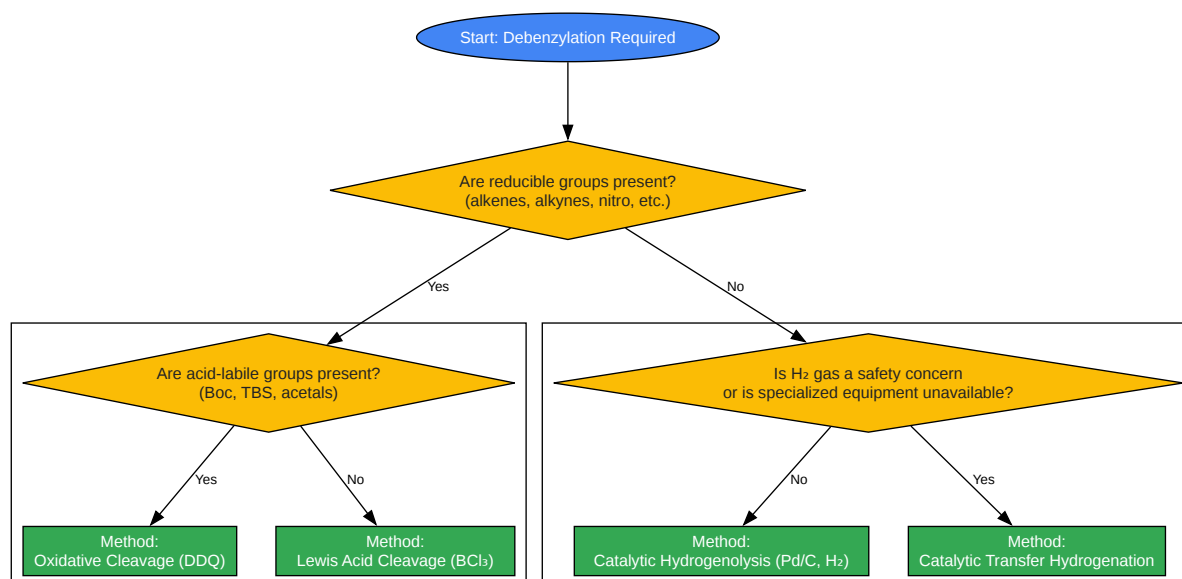 Start: Debenzylation Required
Are reducible groups present?
(alkenes, alkynes, nitro, etc.)
Yes
No
Are acid-labile groups present?
(Boc, TBS, acetals)
Is H₂ gas a safety concern
or is specialized equipment unavailable?
Yes
No
No
Yes
Method:
Oxidative Cleavage (DDQ)
Method:
Lewis Acid Cleavage (BCl₃)
Method:
Catalytic Hydrogenolysis (Pd/C, H₂)
Method:
Catalytic Transfer Hydrogenation